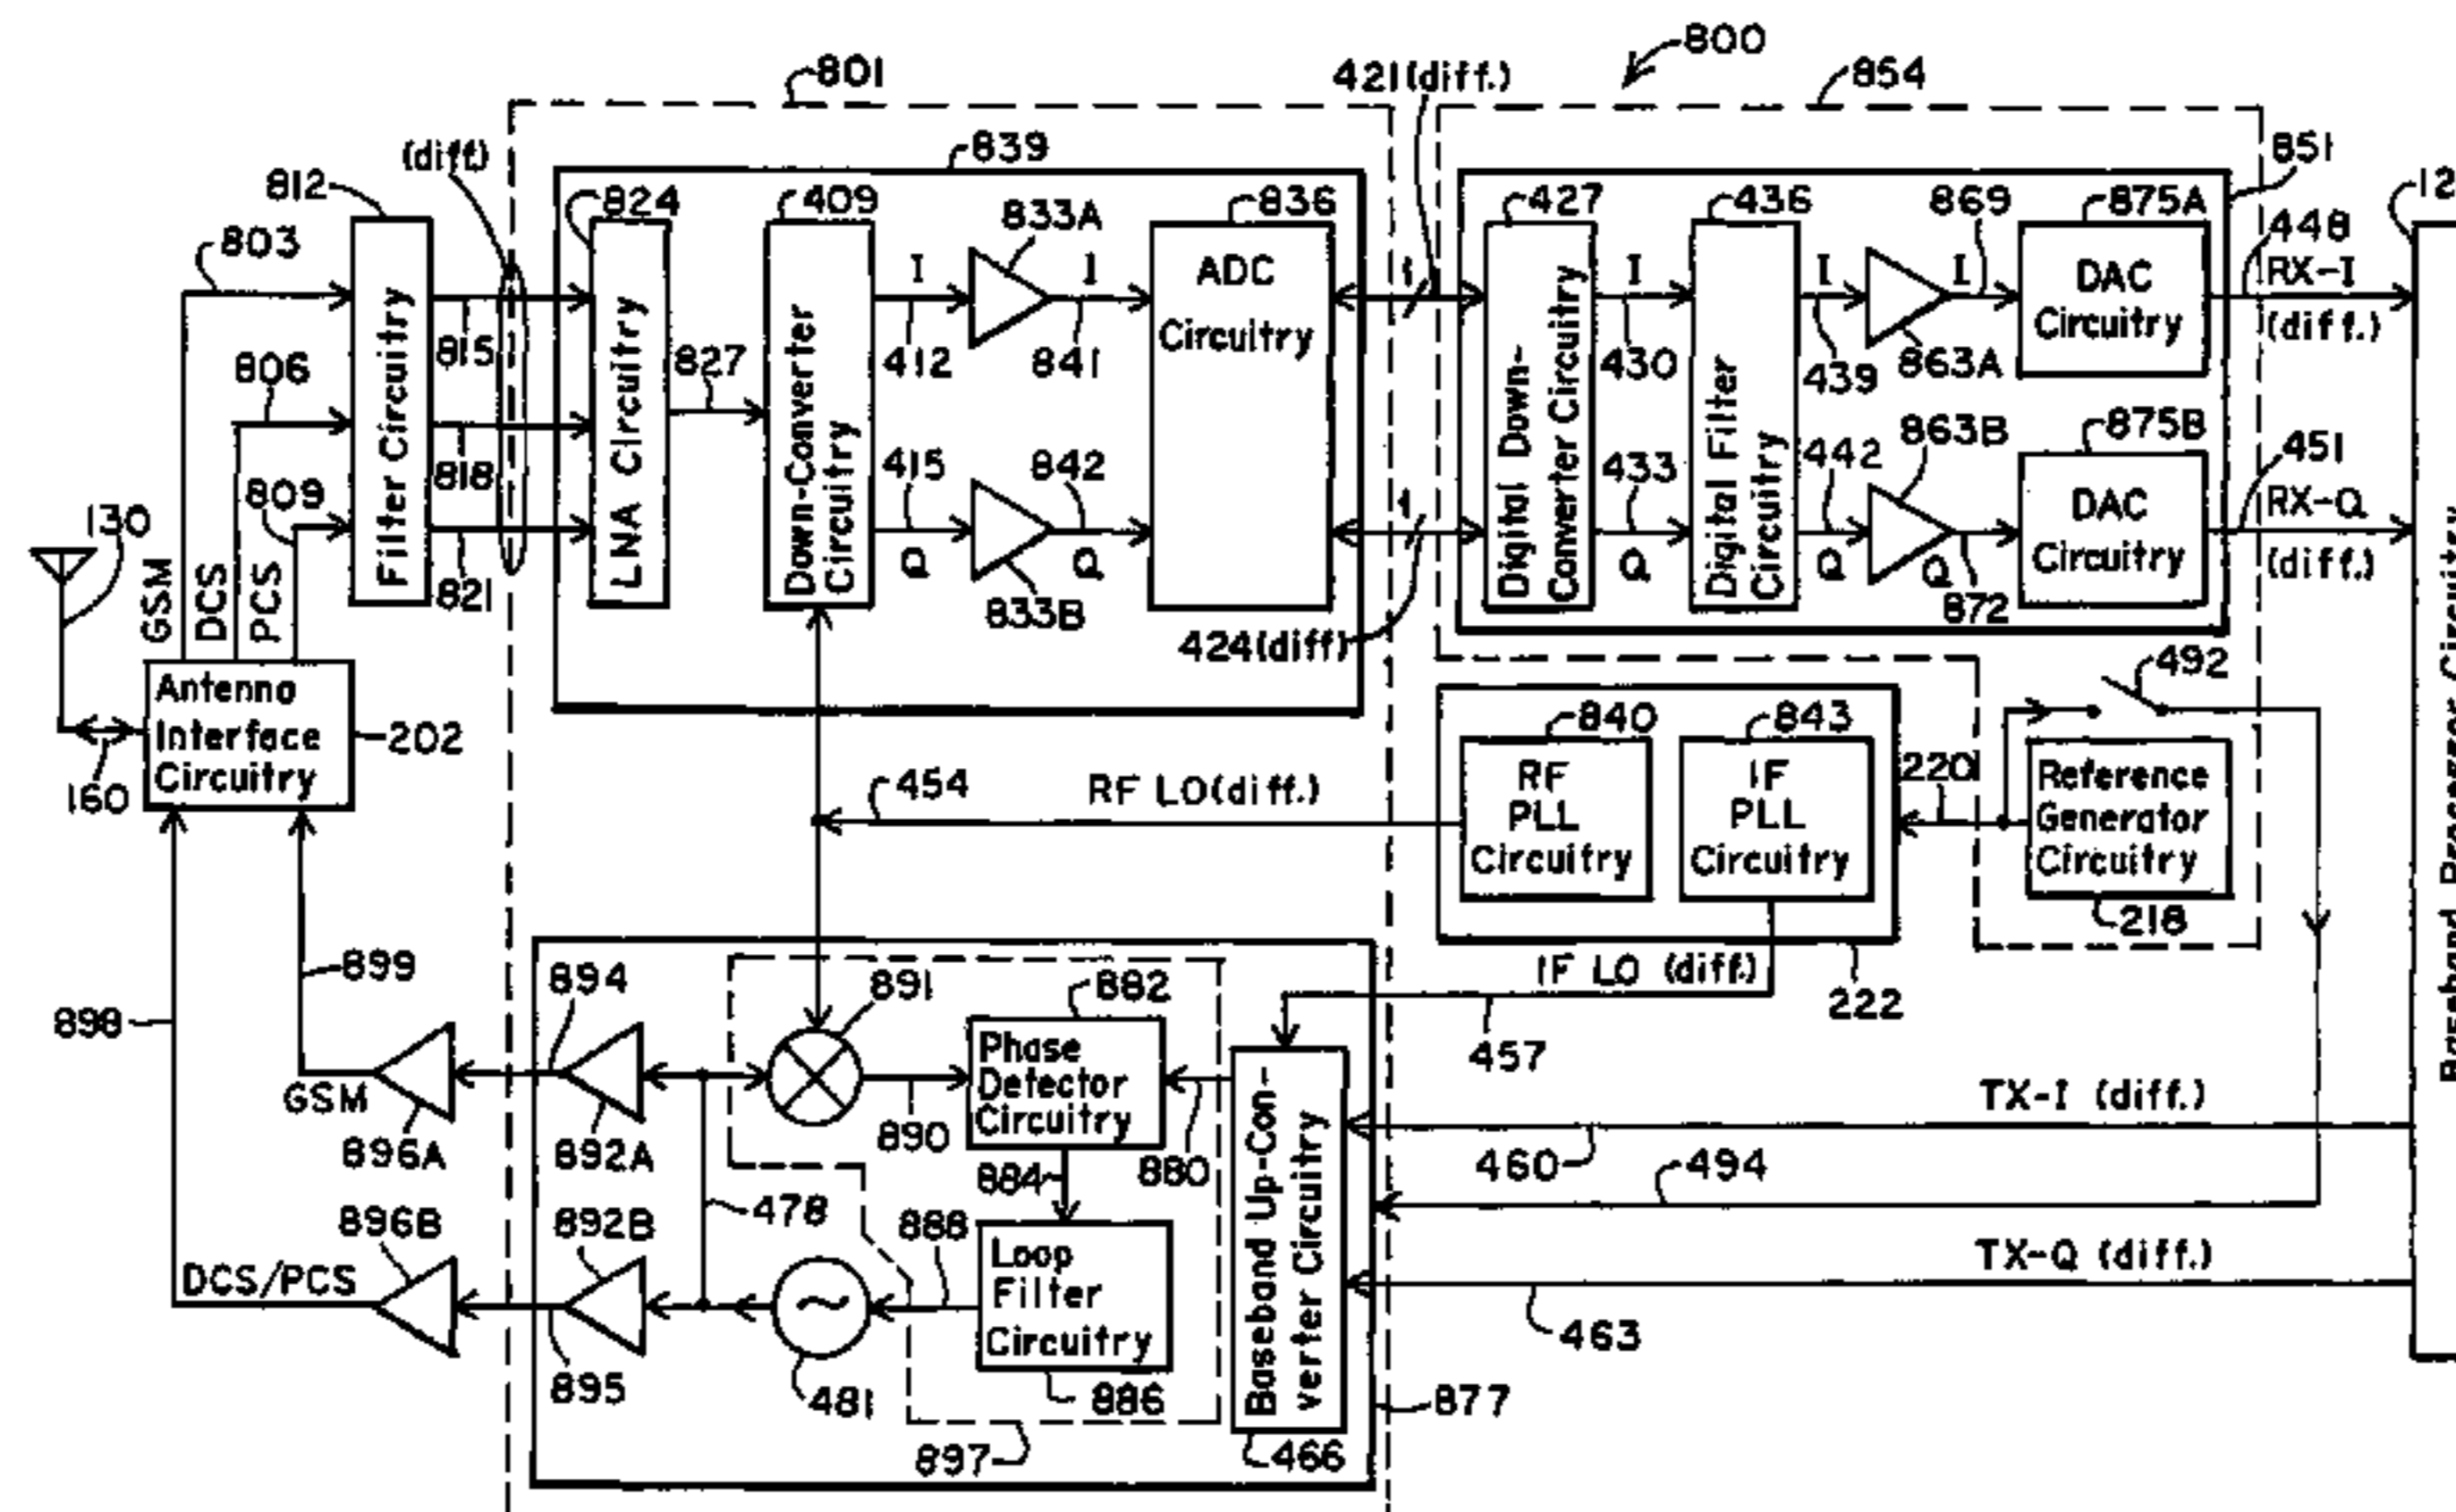 800
801
421(diff.)
854
839
851
(diff.)
812
824
409
833A
836
427
436
869
875A
448
12
803
I
I
ADC
Circuitry
I
I
I
DAC
Circuitry
RX-I
(diff.)
Filter Circuitry
815
LNA Circuitry
827
Down-Converter
Circuitry
412
841
Digital Down-
Converter Circuitry
430
Digital Filter
Circuitry
439
863A
806
818
415
842
433
442
863B
875B
451
RX-Q
(diff.)
809
821
Q
Q
833B
Q
Q
Q
872
DAC
Circuitry
130
GSM
DCS
PCS
424(diff)
492
Antenna
Interface
Circuitry
202
160
840
843
220
454
RF LO(diff.)
RF
PLL
Circuitry
IF
PLL
Circuitry
Reference
Generator
Circuitry
218
899
894
891
882
IF LO (diff.)
222
898
457
Phase
Detector
Circuitry
GSM
896A
892A
890
880
TX-I (diff.)
460
494
884
478
896B
892B
888
Baseband Up-Con-
verter Circuitry
TX-Q (diff.)
DCS/PCS
Loop
Filter
Circuitry
463
895
481
886
877
897
466